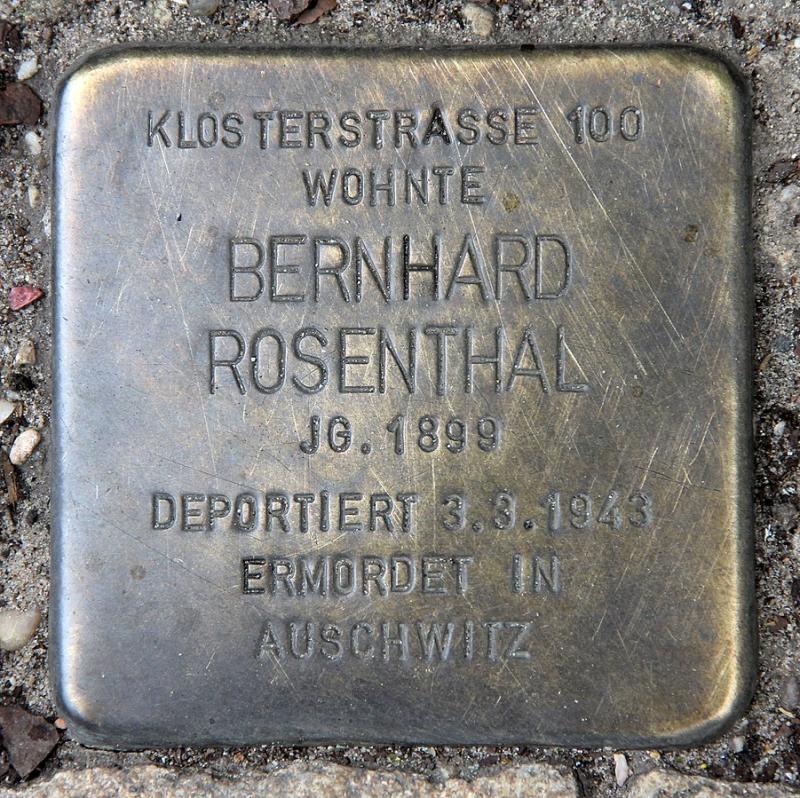 KLOSTERSTRASSE 100
WOHNTE
BERNHARD
ROSENTHAL
JG. 1899
DEPORTIERT 3.3.1943
ERMORDET IN
AUSCHWITZ